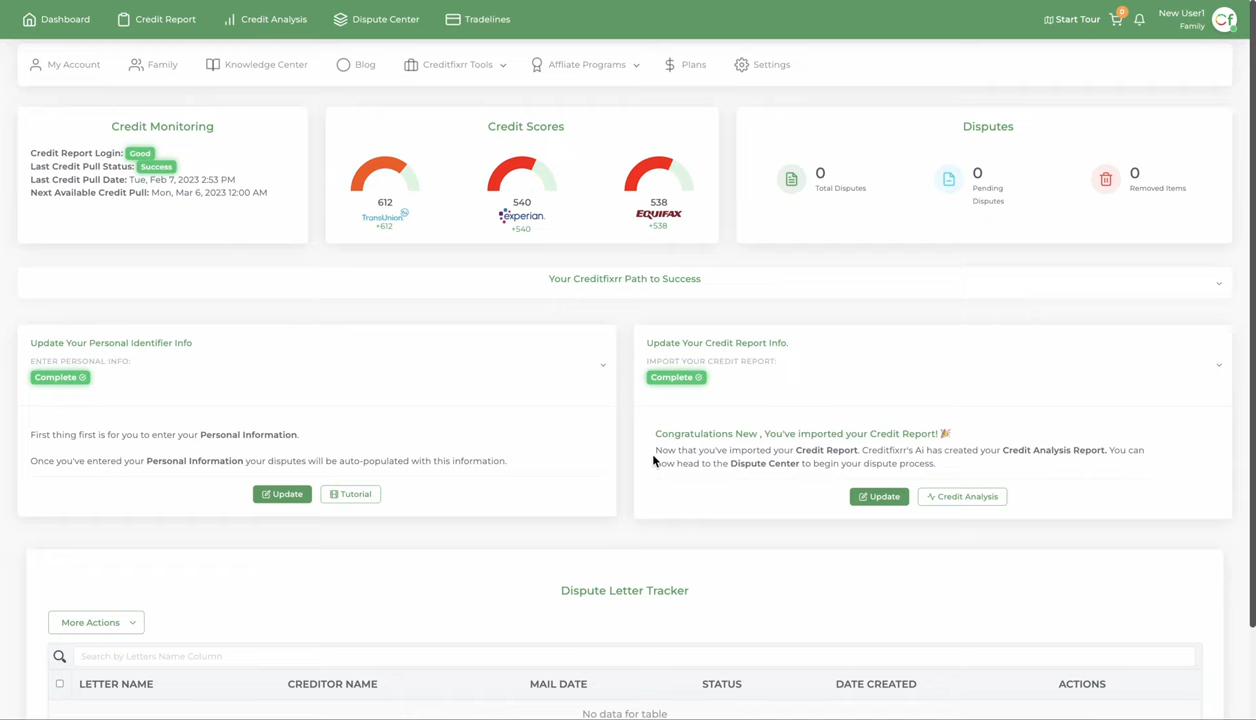 Dashboard
Credit Report
Credit Analysis
Dispute Center
Tradelines
Start Tour
0
New User1
Family
Cf
My Account
Family
Knowledge Center
Blog
Creditfixrr Tools
Affliate Programs
Plans
Settings
Credit Monitoring
Credit Report Login: Good
Last Credit Pull Status: Success
Last Credit Pull Date: Tue, Feb 7, 2023 2:53 PM
Next Available Credit Pull: Mon, Mar 6, 2023 12:00 AM
Credit Scores
612
TransUnion
+612
540
experian.
+540
538
EQUIFAX
+538
Disputes
0
Total Disputes
0
Pending
Disputes
0
Removed Items
Your Creditfixrr Path to Success
Update Your Personal Identifier Info
ENTER PERSONAL INFO:
Complete
First thing first is for you to enter your Personal Information.
Once you've entered your Personal Information your disputes will be auto-populated with this information.
Update
Tutorial
Update Your Credit Report Info.
IMPORT YOUR CREDIT REPORT:
Complete
Congratulations New , You've imported your Credit Report! 🎉
Now that you've imported your Credit Report. Creditfixrr's Ai has created your Credit Analysis Report. You can
now head to the Dispute Center to begin your dispute process.
Update
Credit Analysis
Dispute Letter Tracker
More Actions
Search by Letters Name Column
LETTER NAME
CREDITOR NAME
MAIL DATE
STATUS
DATE CREATED
ACTIONS
No data for table